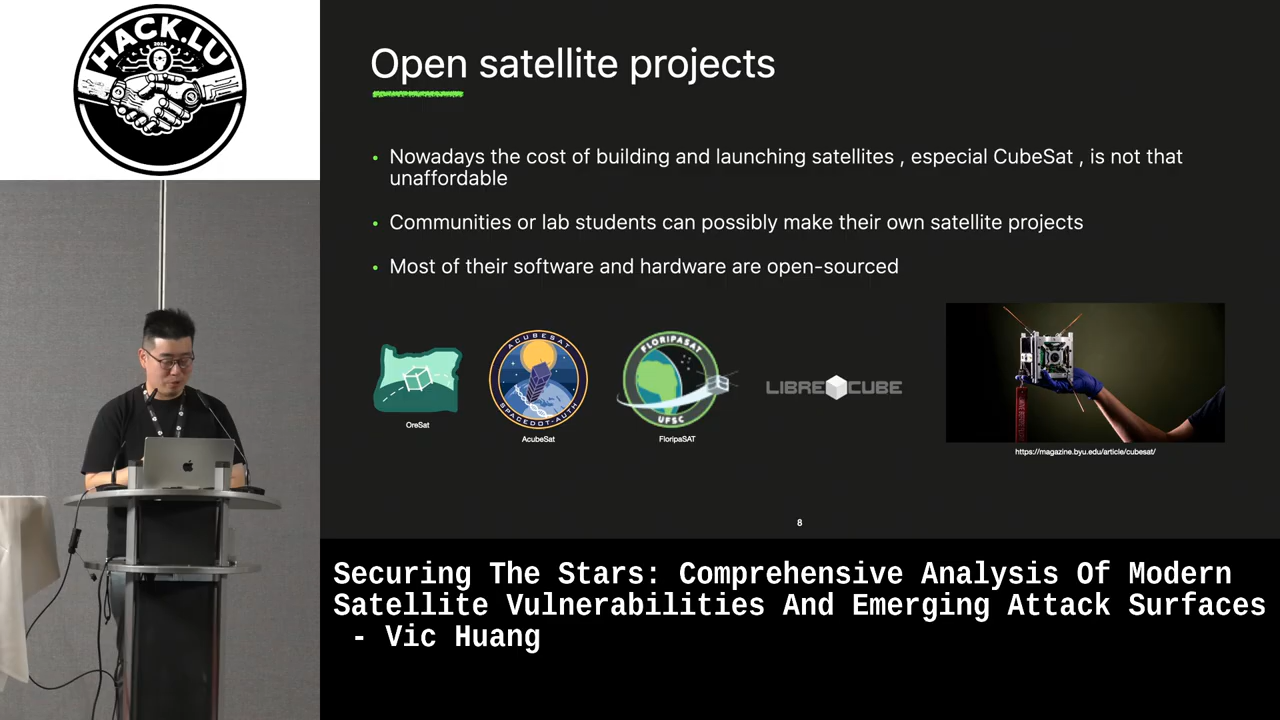 HACK.LU
2024
Open satellite projects
• Nowadays the cost of building and launching satellites , especial CubeSat , is not that
unaffordable
• Communities or lab students can possibly make their own satellite projects
• Most of their software and hardware are open-sourced
ACUBESAT
SPACEDOT-AUTH
FLORIPASAT
UFSC
LIBRE CUBE
OreSat
AcubeSat
FloripaSAT
https://magazine.byu.edu/article/cubesat/
8
Securing The Stars: Comprehensive Analysis Of Modern
Satellite Vulnerabilities And Emerging Attack Surfaces
- Vic Huang